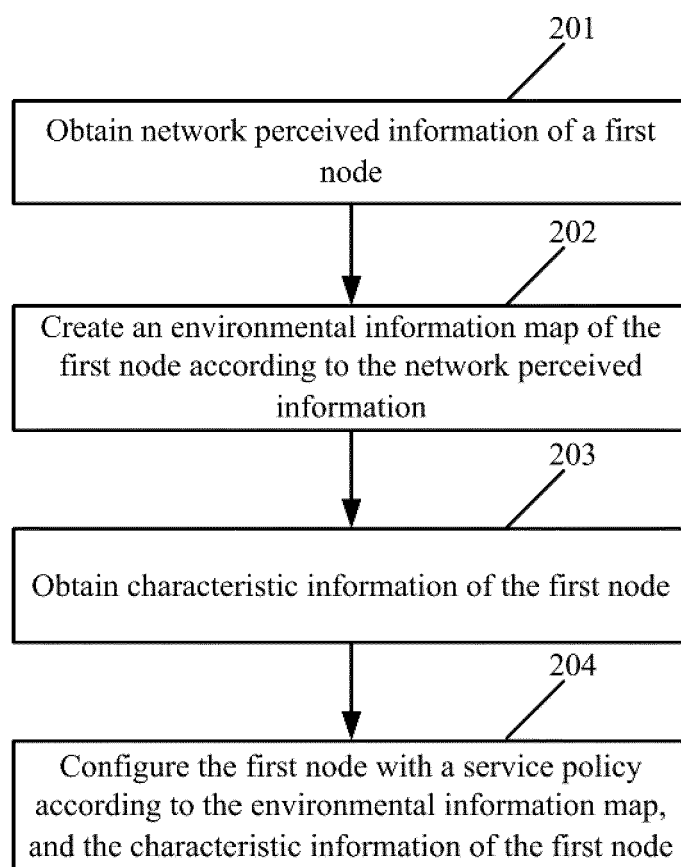 201
Obtain network perceived information of a first
node
202
Create an environmental information map of the
first node according to the network perceived
information
203
Obtain characteristic information of the first node
204
Configure the first node with a service policy
according to the environmental information map,
and the characteristic information of the first node